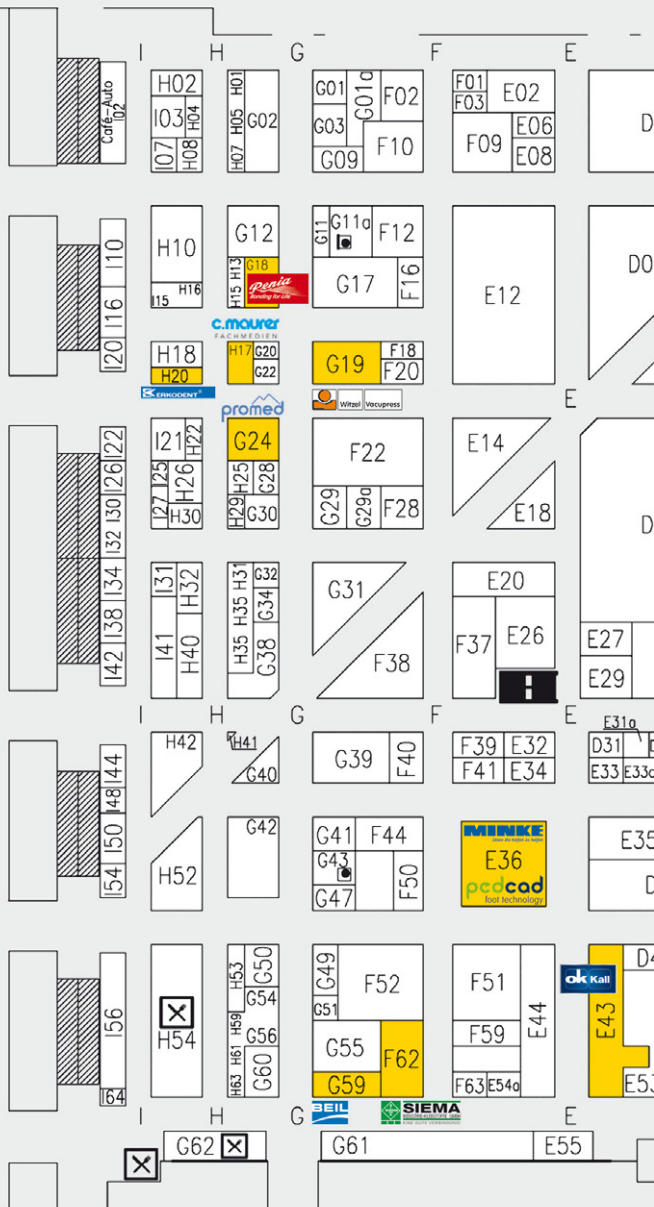 I H G F E
H02 H01 G01 G01a F02 F01 E02 D
Café-Auto
I02
I03 H04 H05 G02 G03 F03 E06
I07 H08 H07 G09 F10 F09 E08
I10 H10 G12 G11 G11a F12 E12 D0
H13 G18 G17 F16
Renia
Bonding for Life
I15 H16 H15
I16
c.maurer
FACHMEDIEN
I20 H18 H17 G20 G19 F18
H20 G22 F20
ERKODENT
promed
Witzel Vacupress
E
I22 I21 H22 G24 F22 E14 D
I26 I25 H26 H25 G28
I30 I27 H30 H29 G30 G29 G29a F28 E18
I32
I34 I31 H32 H31 G32 G31 E20
I38 H35 G34 F37 E26 E27
I42 I41 H40 H35 G38 F38 E29
I H G F E
E31a
H42 H41 G39 F40 F39 E32 D31 D
I44 G40 F41 E34 E33 E33a
I48
I50 G42 G41 F44 MINKE E35
G43 E36
I54 H52 G47 F50 pedcad D
foot technology
I56 H54 H53 G50 G49 F52 F51 E44 D4
ok Kall
E43
G54 G51
H59 G56 G55 F62 F59
H61
I64 H63 G60 G59 F63 E54a E53
I H G BEIL SIEMA E
G62 G61 E55